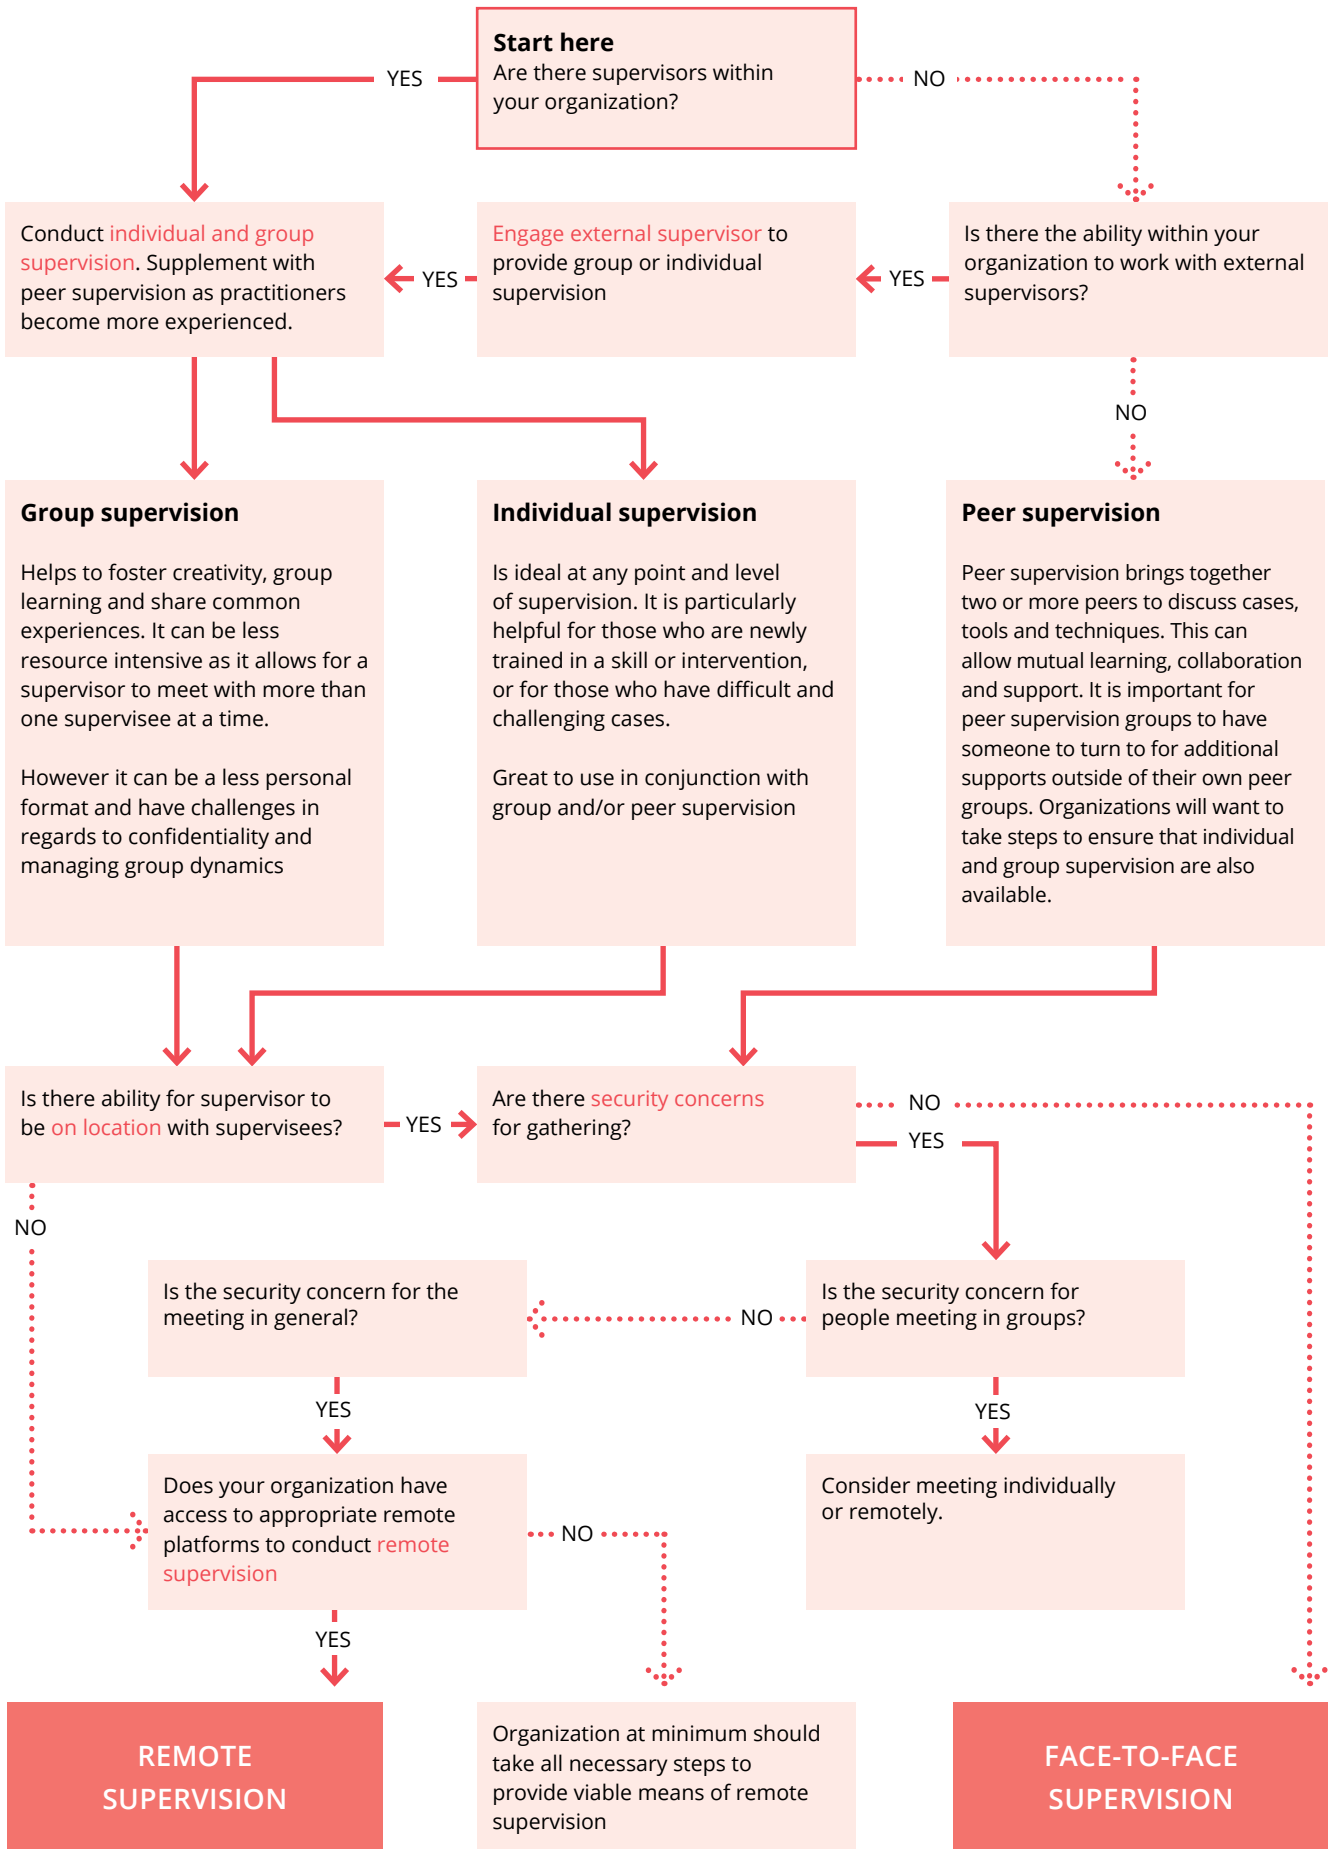 Start here
Are there supervisors within
your organization?
YES
NO
Conduct individual and group
supervision. Supplement with
peer supervision as practitioners
become more experienced.
YES
Engage external supervisor to
provide group or individual
supervision
YES
Is there the ability within your
organization to work with external
supervisors?
NO
Group supervision
Helps to foster creativity, group
learning and share common
experiences. It can be less
resource intensive as it allows for a
supervisor to meet with more than
one supervisee at a time.
However it can be a less personal
format and have challenges in
regards to confidentiality and
managing group dynamics
Individual supervision
Is ideal at any point and level
of supervision. It is particularly
helpful for those who are newly
trained in a skill or intervention,
or for those who have difficult and
challenging cases.
Great to use in conjunction with
group and/or peer supervision
Peer supervision
Peer supervision brings together
two or more peers to discuss cases,
tools and techniques. This can
allow mutual learning, collaboration
and support. It is important for
peer supervision groups to have
someone to turn to for additional
supports outside of their own peer
groups. Organizations will want to
take steps to ensure that individual
and group supervision are also
available.
Is there ability for supervisor to
be on location with supervisees?
YES
Are there security concerns
for gathering?
NO
YES
NO
Is the security concern for the
meeting in general?
NO
Is the security concern for
people meeting in groups?
YES
YES
Does your organization have
access to appropriate remote
platforms to conduct remote
supervision
NO
Consider meeting individually
or remotely.
YES
REMOTE
SUPERVISION
Organization at minimum should
take all necessary steps to
provide viable means of remote
supervision
FACE-TO-FACE
SUPERVISION